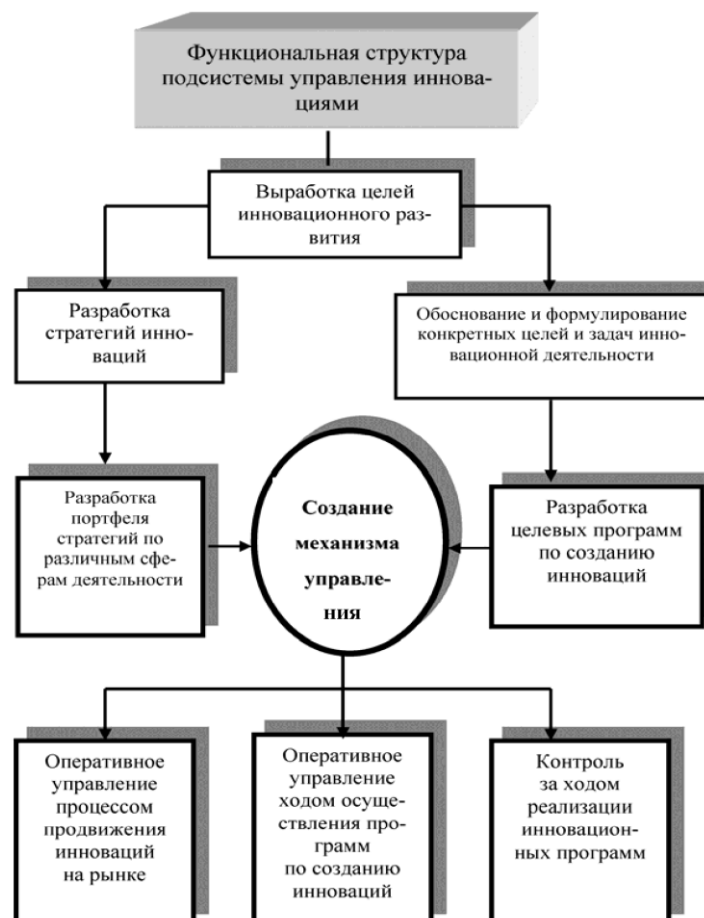 Функциональная структура
подсистемы управления иннова-
циями
Выработка целей
инновационного раз-
вития
Разработка
стратегий инно-
ваций
Обоснование и формулирование
конкретных целей и задач инно-
вационной деятельности
Разработка
портфеля
стратегий по
различным сфе-
рам деятельности
Создание
механизма
управле-
ния
Разработка
целевых программ
по созданию
инноваций
Оперативное
управление
процессом
продвижения
инноваций
на рынке
Оперативное
управление
ходом осуще-
ствления про-
грамм
по созданию
инноваций
Контроль
за ходом
реализации
инновацион-
ных программ